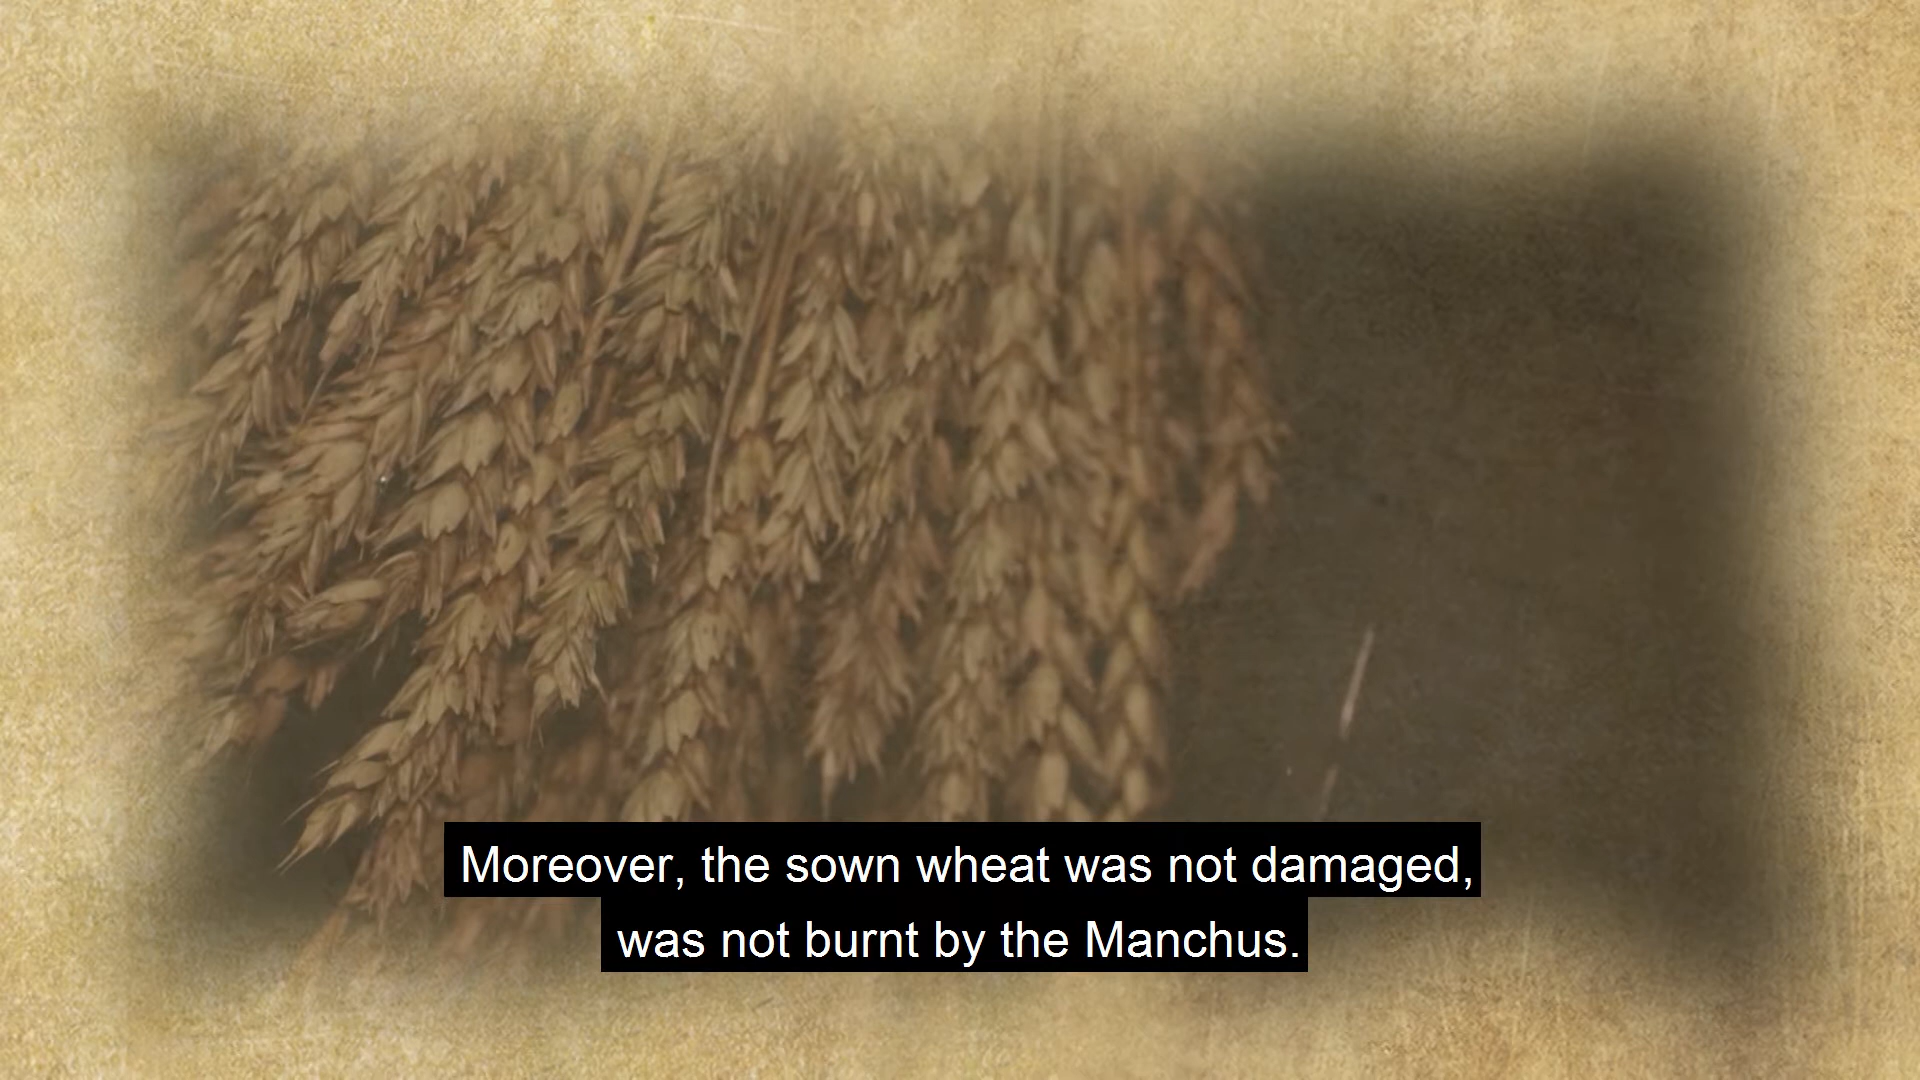 Moreover, the sown wheat was not damaged,
was not burnt by the Manchus.